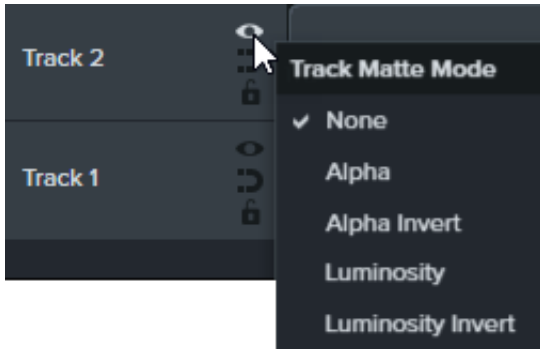 Track 2
Track Matte Mode
None
Alpha
Track 1
Alpha Invert
Luminosity
Luminosity Invert